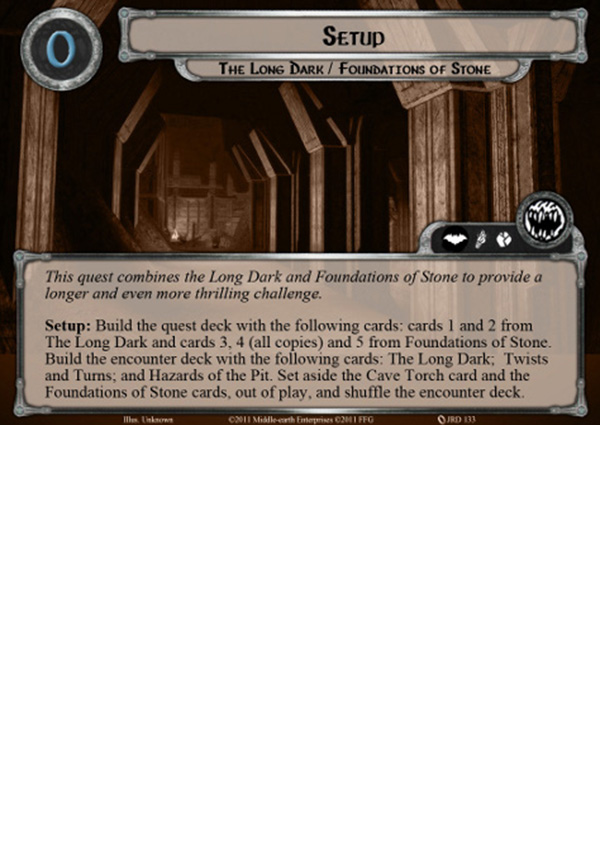 0
Setup
The Long Dark / Foundations of Stone
This quest combines the Long Dark and Foundations of Stone to provide a
longer and even more thrilling challenge.
Setup: Build the quest deck with the following cards: cards 1 and 2 from
The Long Dark and cards 3, 4 (all copies) and 5 from Foundations of Stone.
Build the encounter deck with the following cards: The Long Dark; Twists
and Turns; and Hazards of the Pit. Set aside the Cave Torch card and the
Foundations of Stone cards, out of play, and shuffle the encounter deck.
Illus. Unknown ©2011 Middle-earth Enterprises ©2011 FFG JRD 133